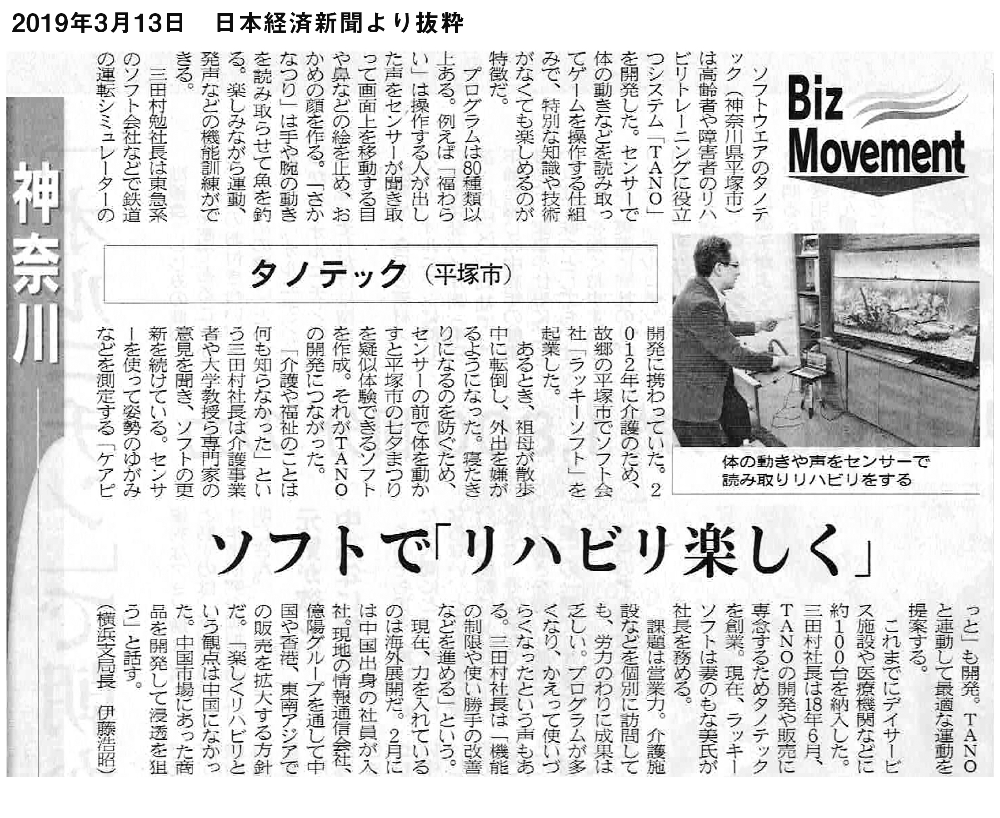 2019年3月13日　日本経済新聞より抜粋
神奈川
Biz
Movement
ソフトウエアのタノテ
ック（神奈川県平塚市）
は高齢者や障害者のリハ
ビリトレーニングに役立
つシステム「TANO」
を開発した。センサーで
体の動きなどを読み取っ
てゲームを操作する仕組
みで、特別な知識や技術
がなくても楽しめるのが
特徴だ。
プログラムは80種類以
上ある。例えば「福わら
い」は操作する人が出し
た声をセンサーが聞き取
って画面上を移動する目
や鼻などの絵を止め、お
かめの顔を作る。「さか
なつり」は手や腕の動き
を読み取らせて魚を釣
る。楽しみながら運動、
発声などの機能訓練がで
きる。
三田村勉社長は東急系
のソフト会社などで鉄道
の運転シミュレーターの
タノテック（平塚市）
体の動きや声をセンサーで
読み取りリハビリをする
開発に携わっていた。2
012年に介護のため、
故郷の平塚市でソフト会
社「ラッキーソフト」を
起業した。
あるとき、祖母が散歩
中に転倒し、外出を嫌が
るようになった。寝たき
りになるのを防ぐため、
センサーの前で体を動か
すと平塚市の七夕まつり
を疑似体験できるソフト
を作成。それがTANO
の開発につながった。
「介護や福祉のことは
何も知らなかった」とい
う三田村社長は介護事業
者や大学教授ら専門家の
意見を聞き、ソフトの更
新を続けている。センサ
ーを使って姿勢のゆがみ
などを測定する「ケアピ
ソフトで「リハビリ楽しく」
っと」も開発。TANO
と連動して最適な運動を
提案する。
これまでにデイサービ
ス施設や医療機関などに
約100台を納入した。
三田村社長は18年6月、
TANOの開発や販売に
専念するためタノテック
を創業。現在、ラッキー
ソフトは妻のもな美氏が
社長を務める。
課題は営業力。介護施
設などを個別に訪問して
も、労力のわりに成果は
乏しい。プログラムが多
くなり、かえって使いづ
らくなったという声もあ
る。三田村社長は「機能
の制限や使い勝手の改善
などを進める」という。
現在、力を入れている
のは海外展開だ。2月に
は中国出身の社員が入
社。現地の情報通信会社、
億陽グループを通して中
国や香港、東南アジアで
の販売を拡大する方針
だ。「楽しくリハビリと
いう観点は中国になかっ
た。中国市場にあった商
品を開発して浸透を狙
う」と話す。
（横浜支局長　伊藤浩昭）